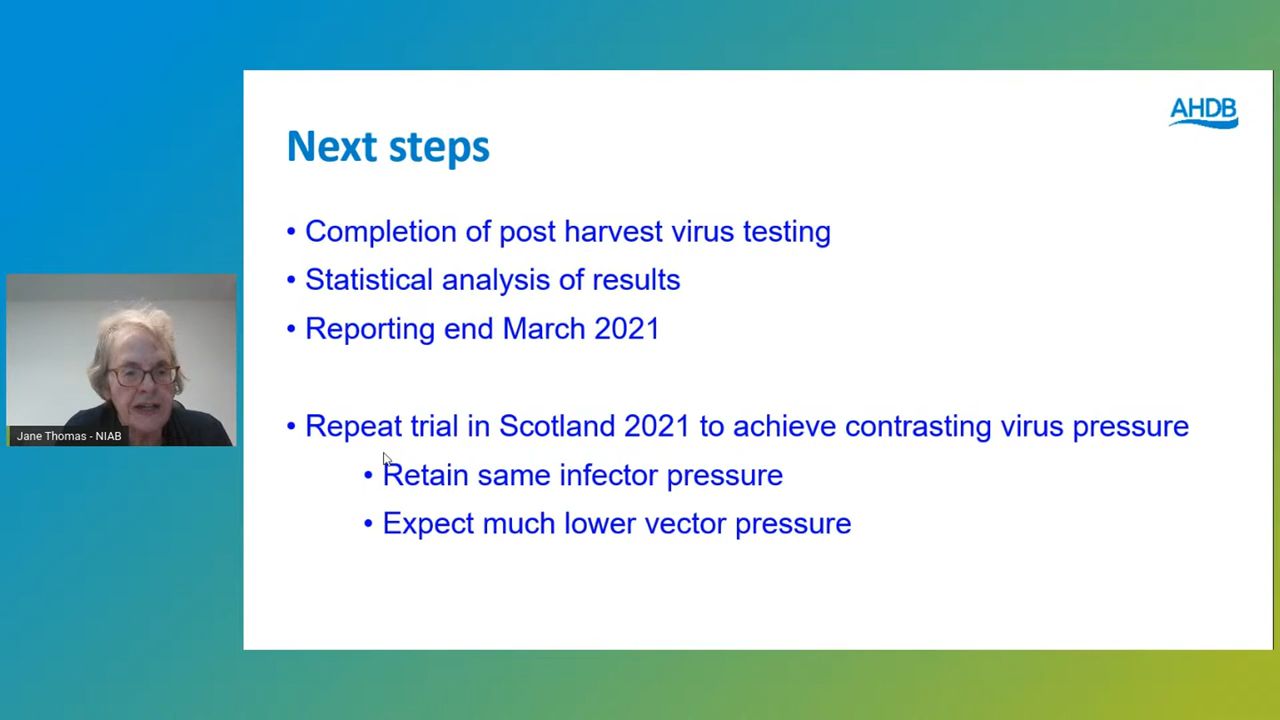 AHDB
Next steps
• Completion of post harvest virus testing
• Statistical analysis of results
• Reporting end March 2021
• Repeat trial in Scotland 2021 to achieve contrasting virus pressure
• Retain same infector pressure
• Expect much lower vector pressure
Jane Thomas - NIAB